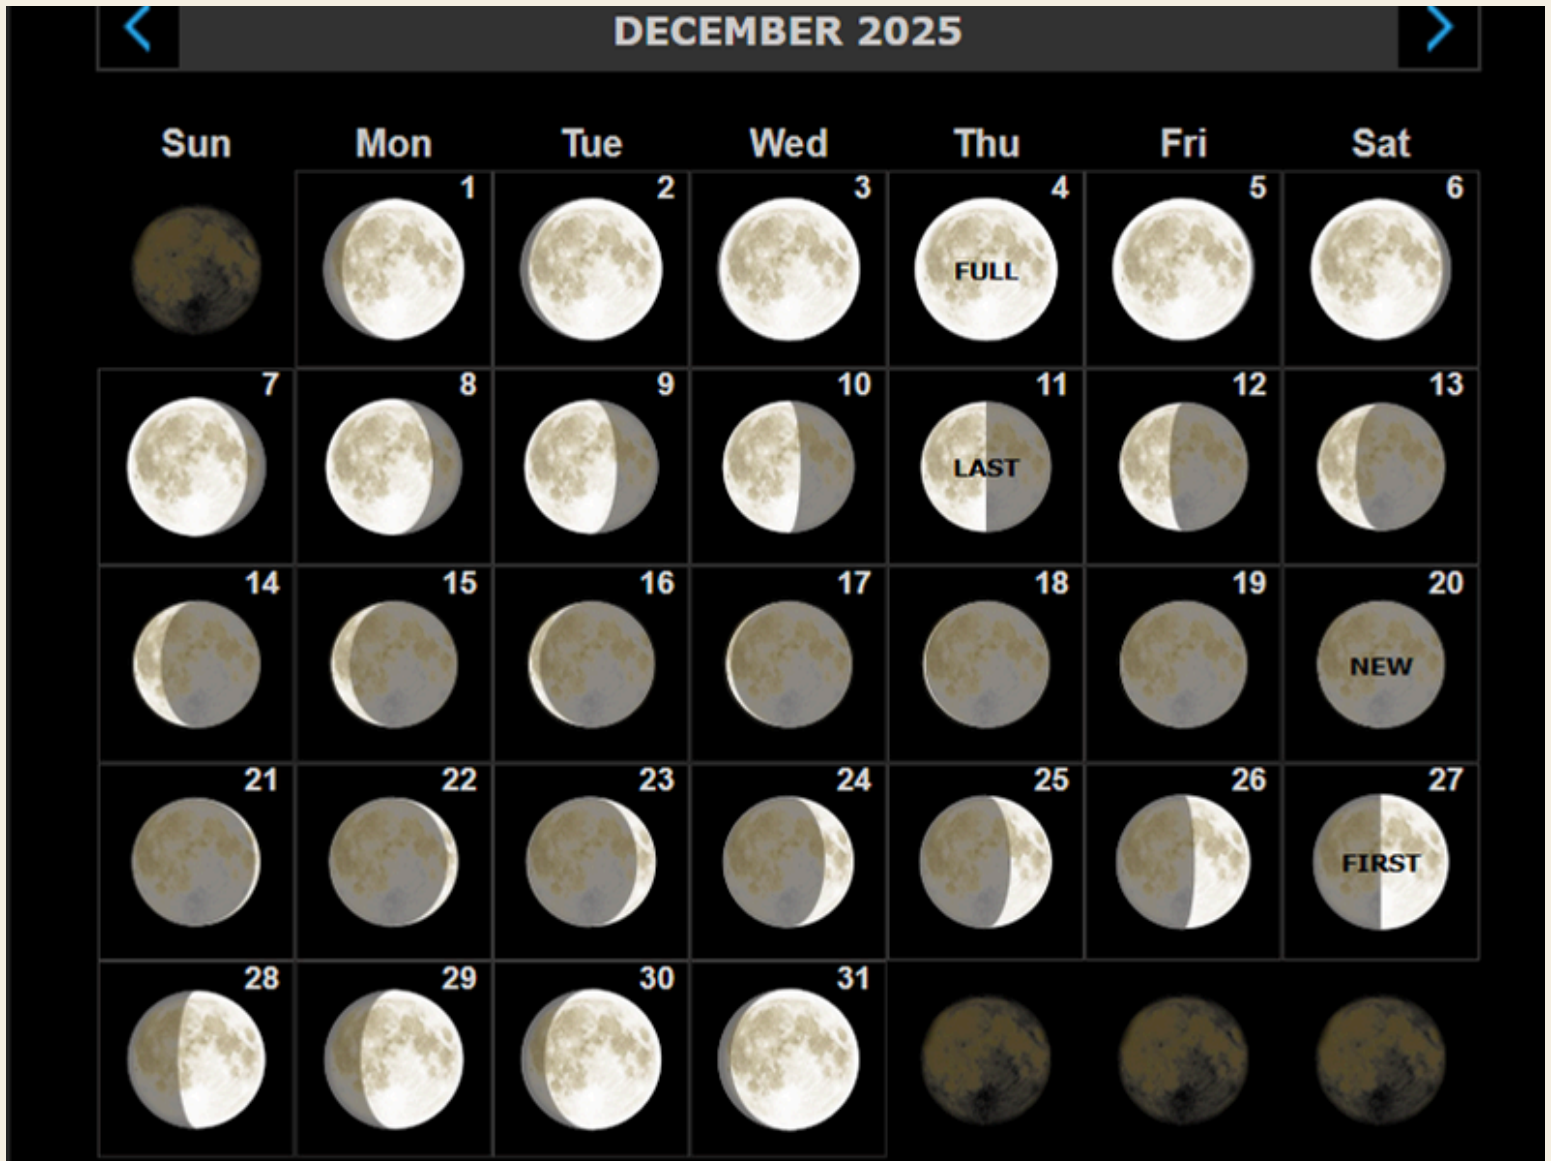 DECEMBER 2025
Sun Mon Tue Wed Thu Fri Sat
1 2 3 4 5 6
FULL
7 8 9 10 11 12 13
LAST
14 15 16 17 18 19 20
NEW
21 22 23 24 25 26 27
FIRST
28 29 30 31